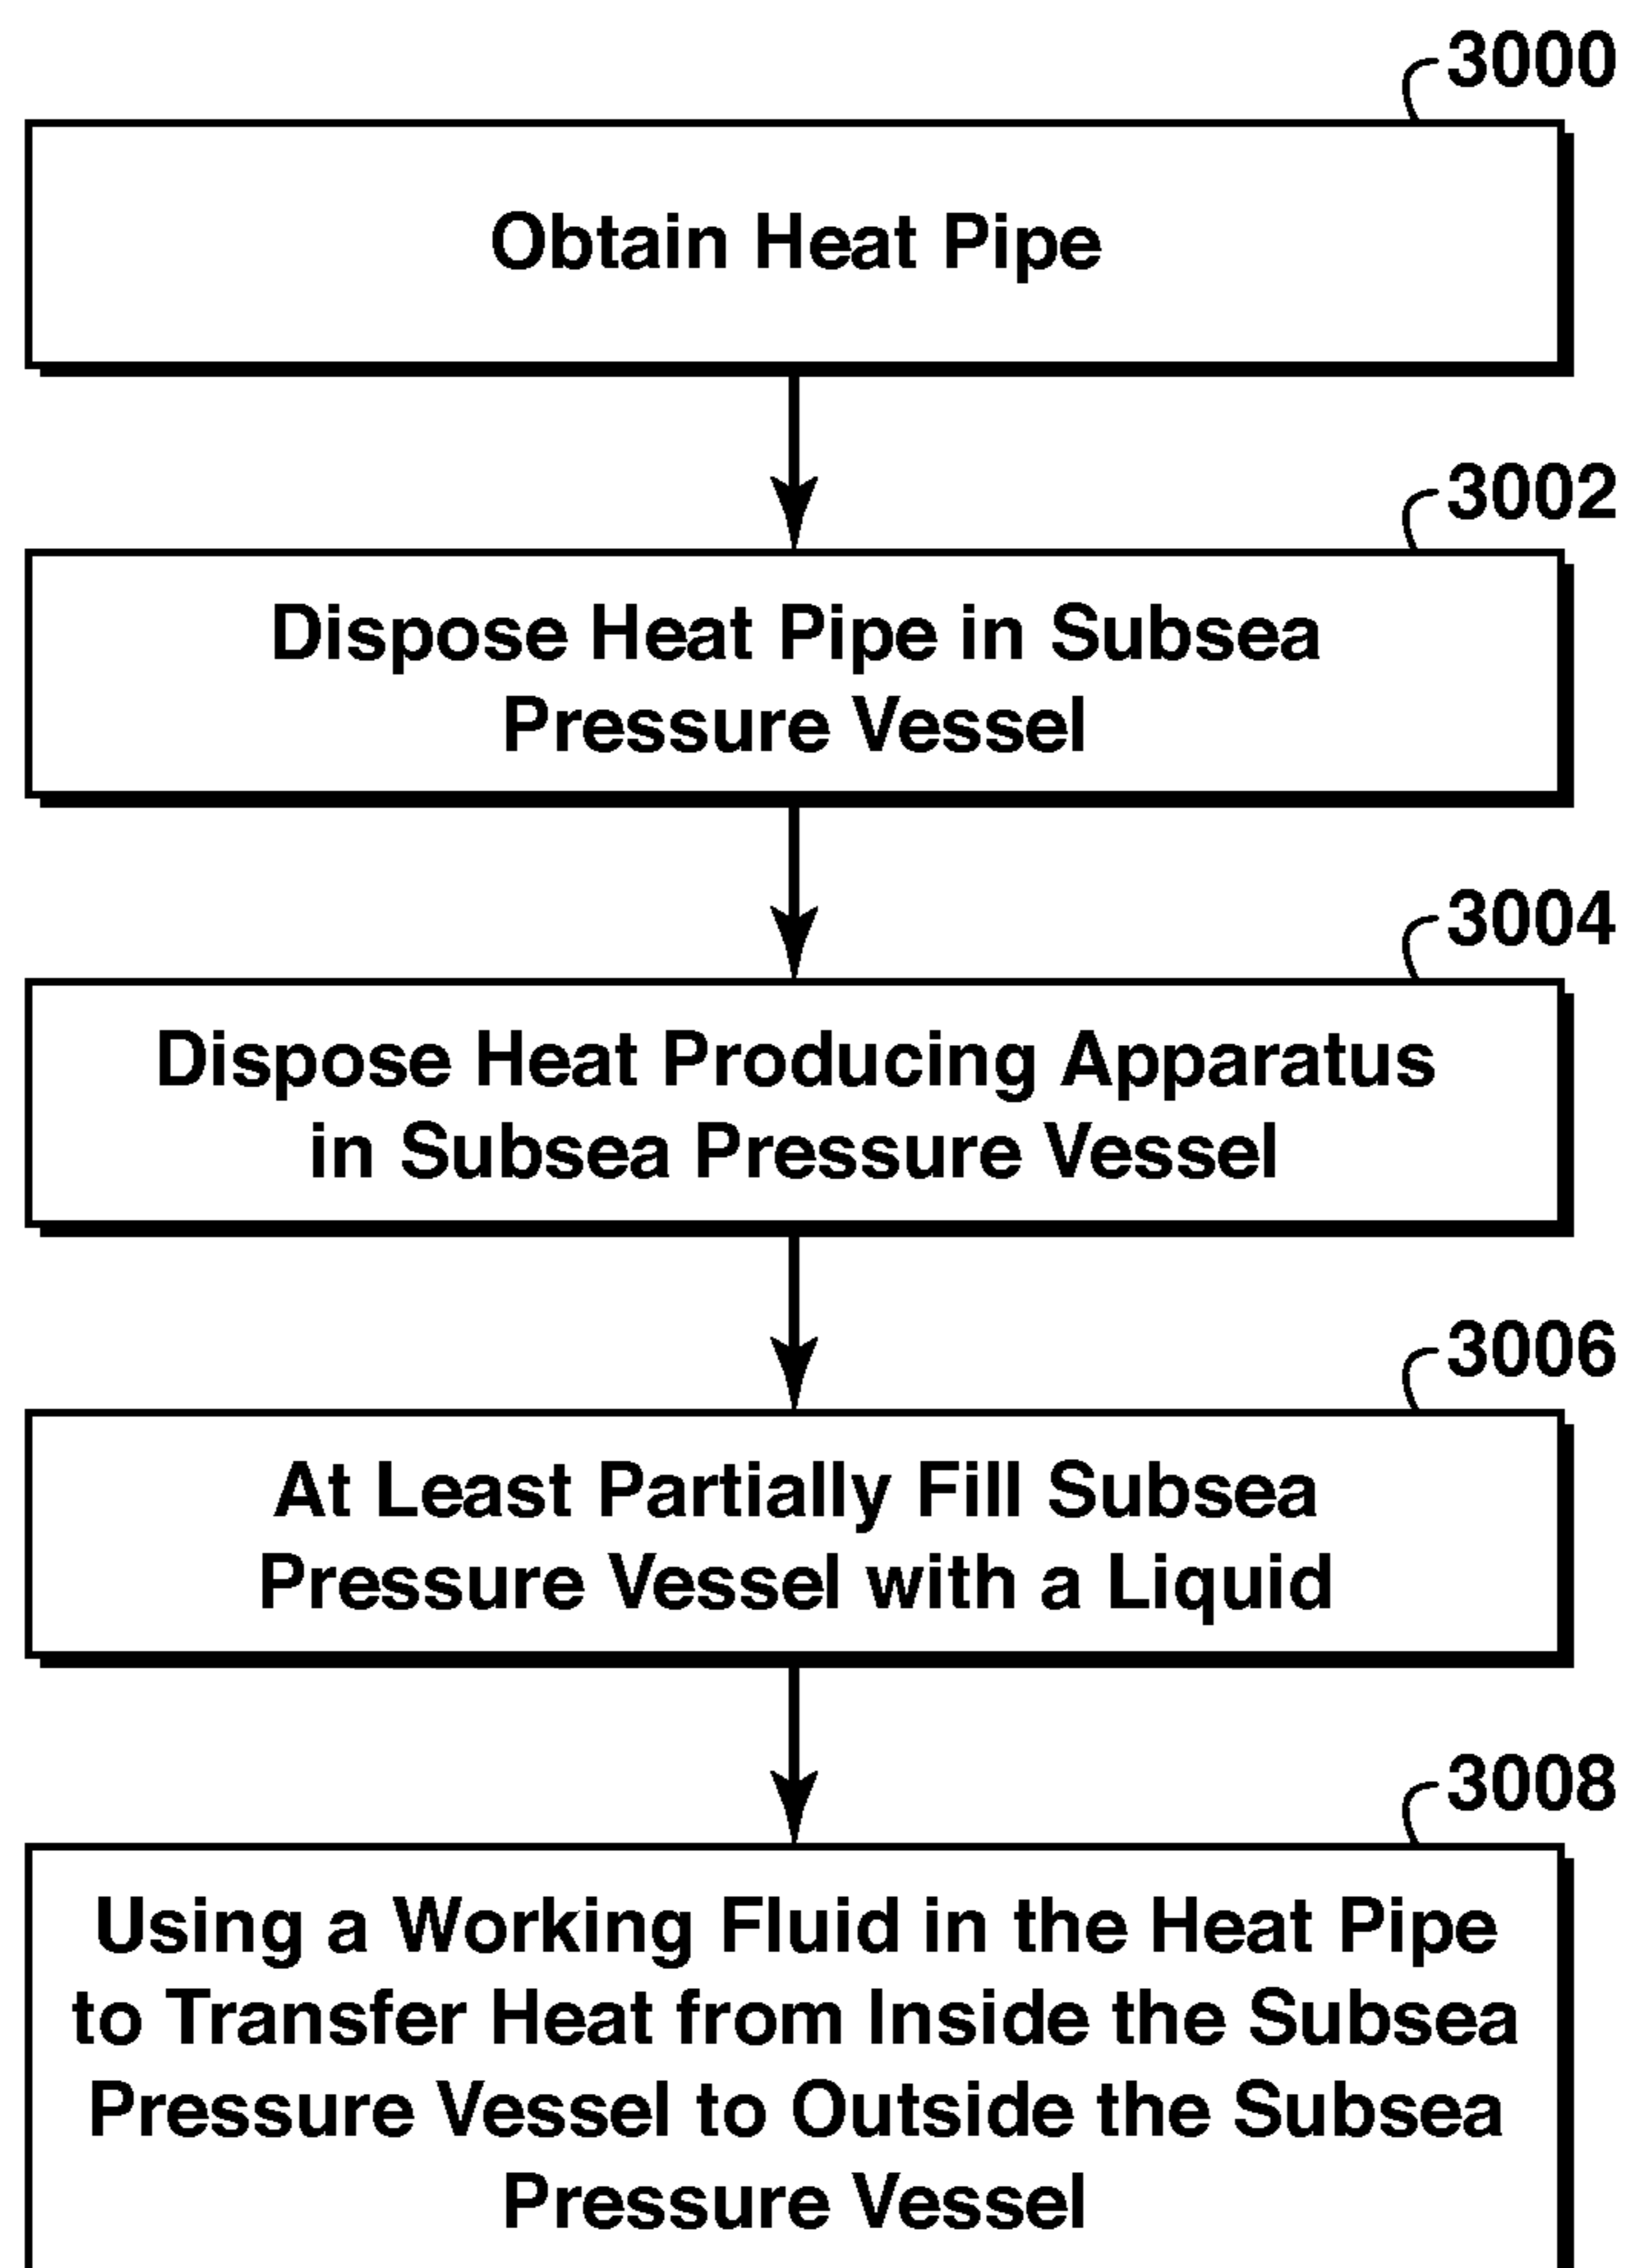 3000
Obtain Heat Pipe
3002
Dispose Heat Pipe in Subsea
Pressure Vessel
3004
Dispose Heat Producing Apparatus
in Subsea Pressure Vessel
3006
At Least Partially Fill Subsea
Pressure Vessel with a Liquid
3008
Using a Working Fluid in the Heat Pipe
to Transfer Heat from Inside the Subsea
Pressure Vessel to Outside the Subsea
Pressure Vessel